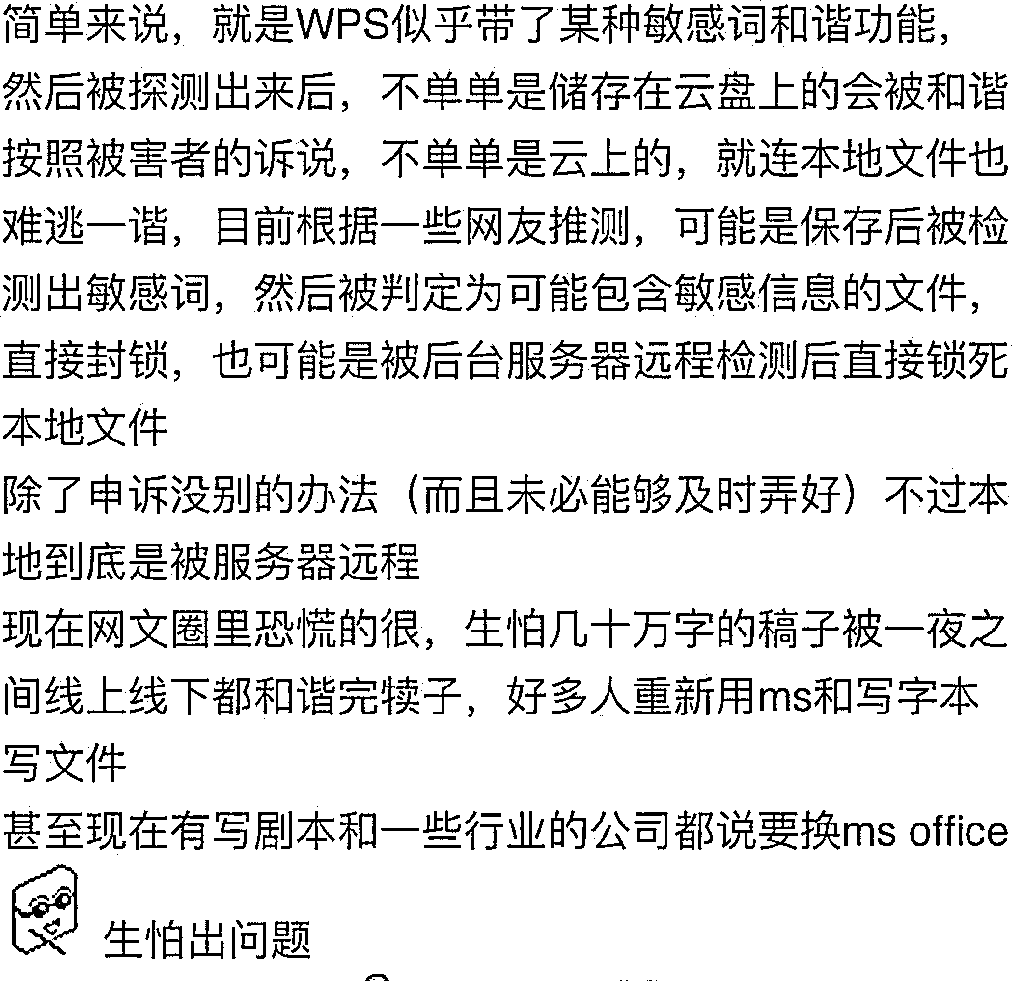 简单来说，就是WPS似乎带了某种敏感词和谐功能，
然后被探测出来后，不单单是储存在云盘上的会被和谐
按照被害者的诉说，不单单是云上的，就连本地文件也
难逃一谐，目前根据一些网友推测，可能是保存后被检
测出敏感词，然后被判定为可能包含敏感信息的文件，
直接封锁，也可能是被后台服务器远程检测后直接锁死
本地文件
除了申诉没别的办法（而且未必能够及时弄好）不过本
地到底是被服务器远程
现在网文圈里恐慌的很，生怕几十万字的稿子被一夜之
间线上线下都和谐完犊子，好多人重新用ms和写字本
写文件
甚至现在有写剧本和一些行业的公司都说要换ms office
生怕出问题